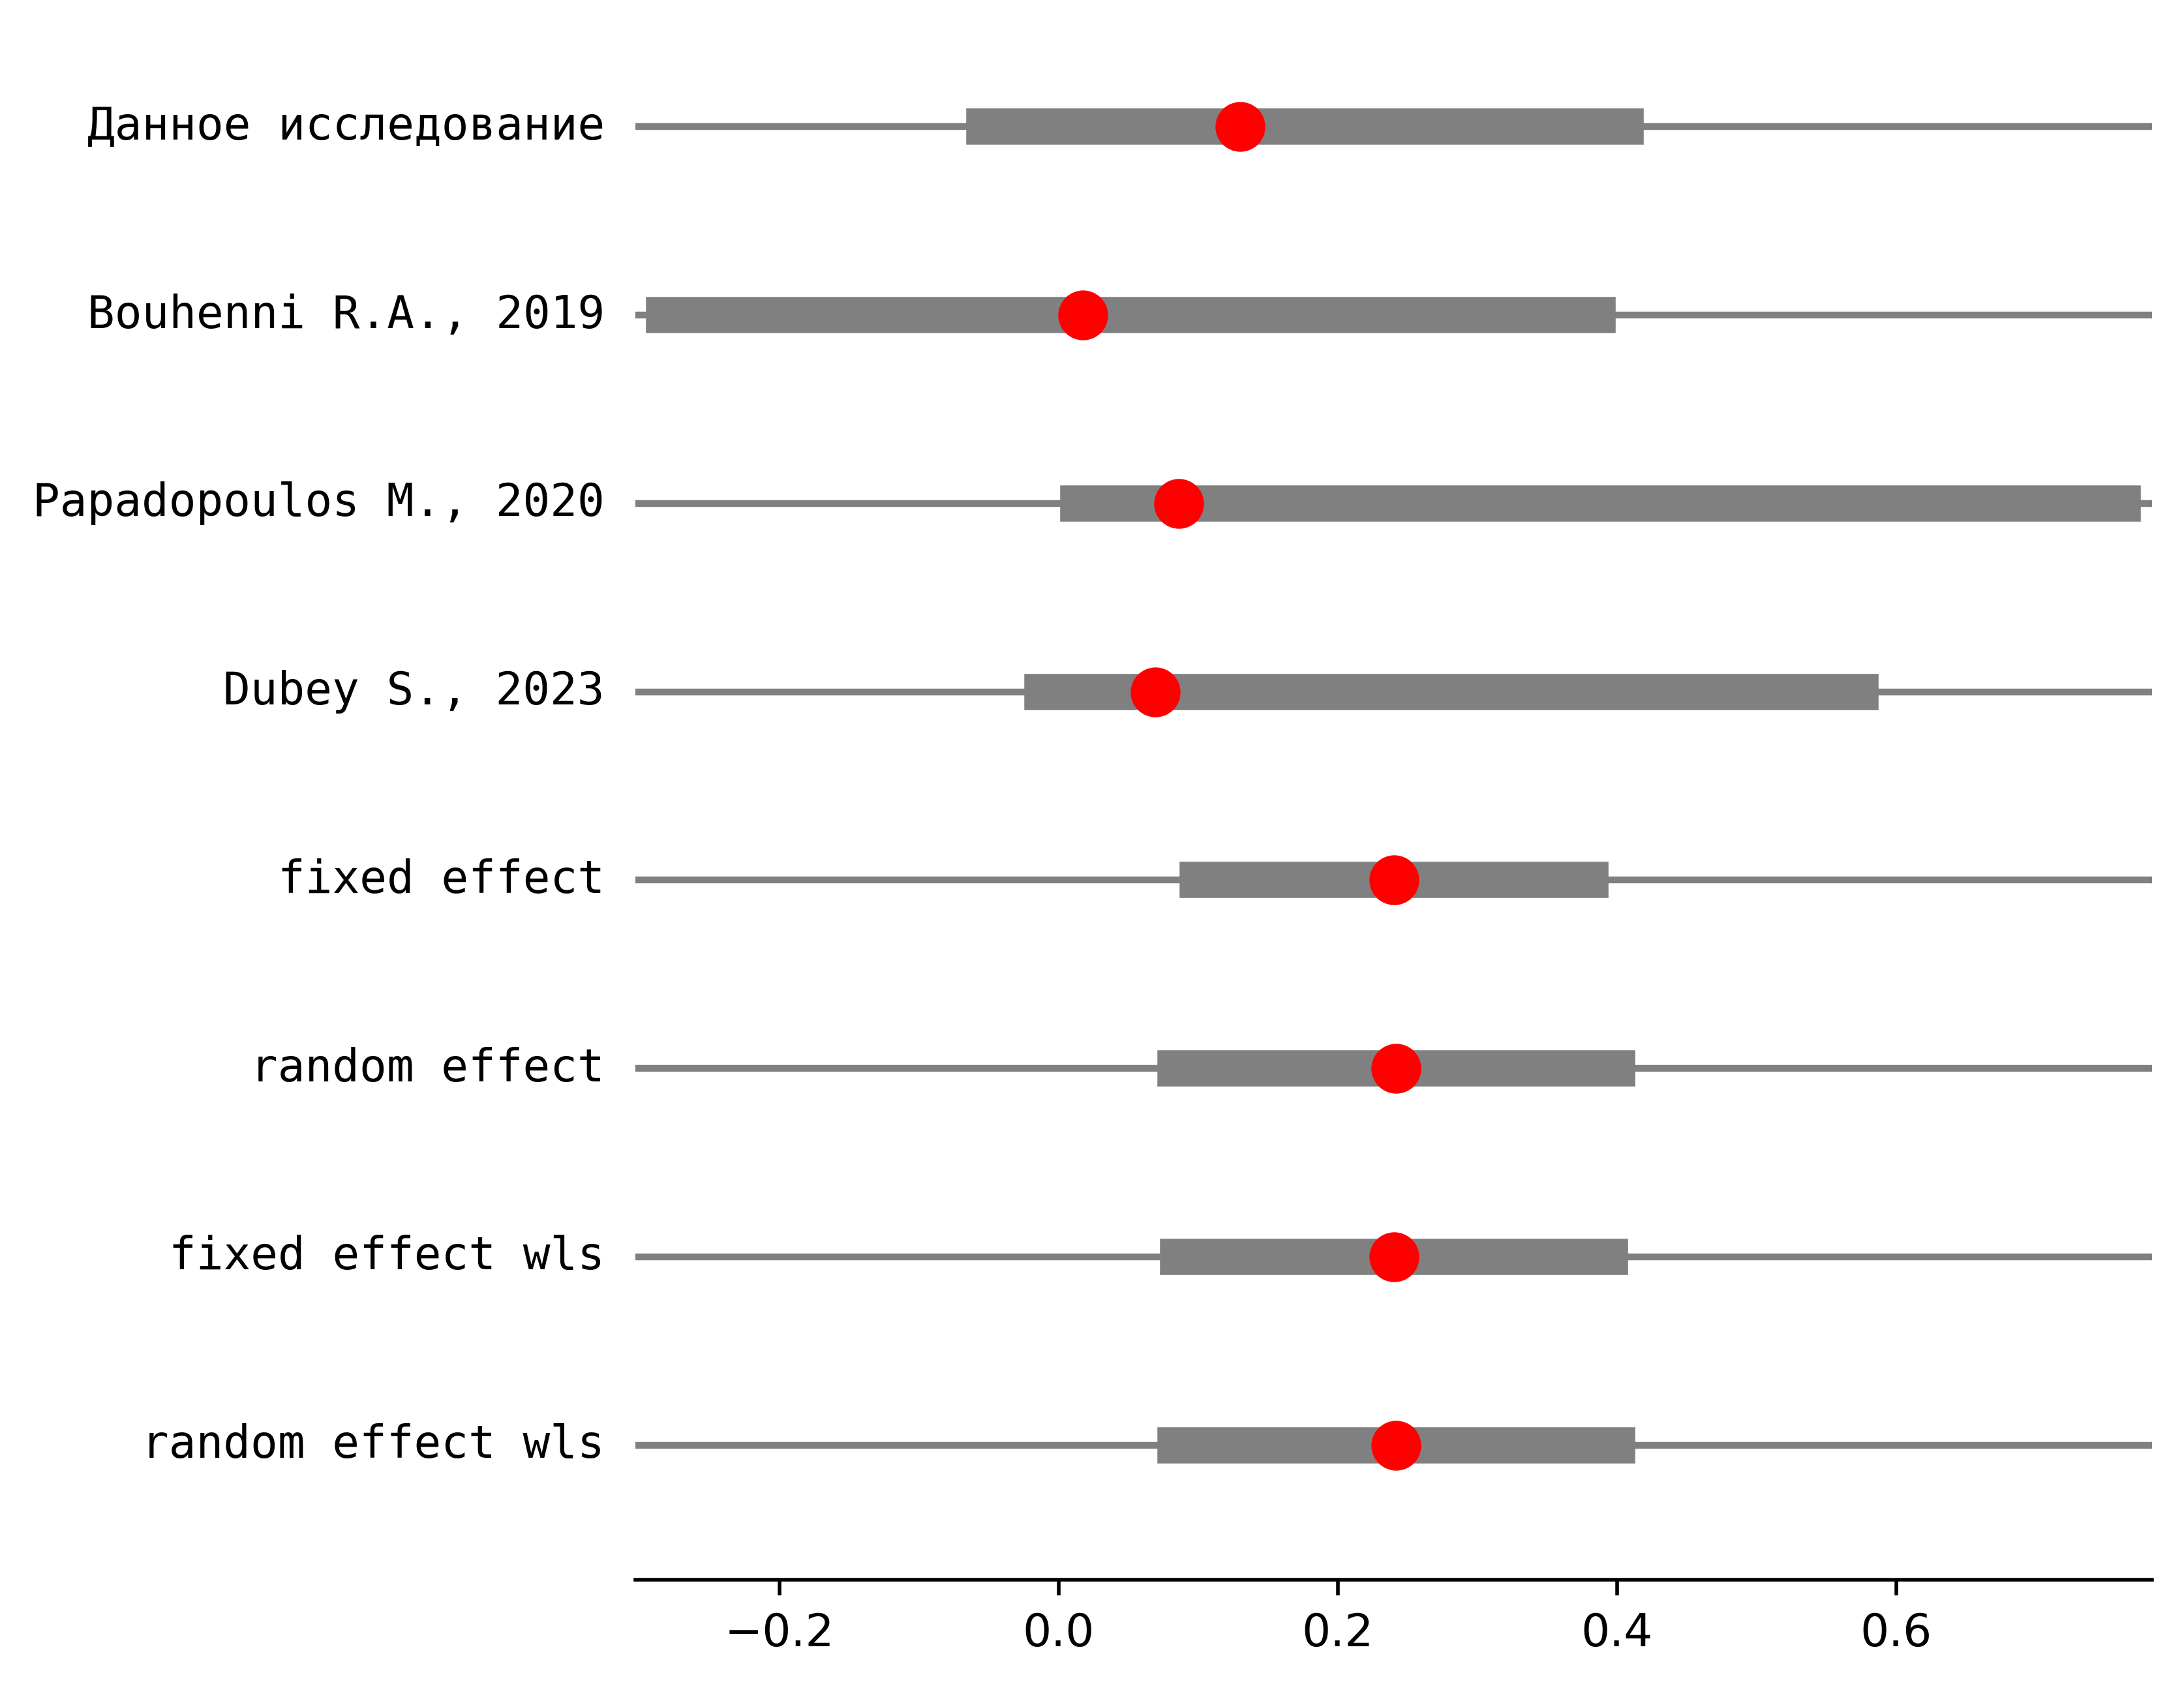 Данное исследование
Bouhenni R.A., 2019
Papadopoulos M., 2020
Dubey S., 2023
fixed effect
random effect
fixed effect wls
random effect wls
−0.2 0.0 0.2 0.4 0.6